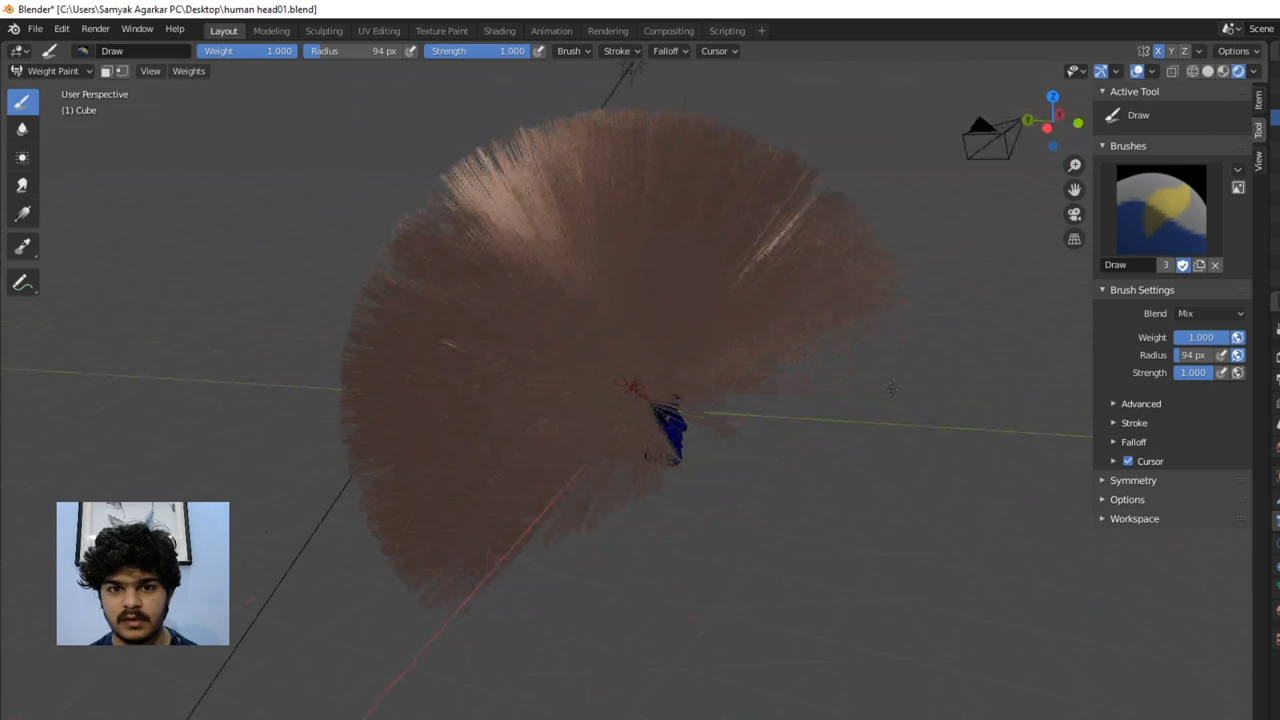 Blender* [C:\Users\Samyak Agarkar PC\Desktop\human head01.blend]
File Edit Render Window Help Layout Modeling Sculpting UV Editing Texture Paint Shading Animation Rendering Compositing Scripting + Scene
Draw Weight 1.000 Radius 94 px Strength 1.000 Brush Stroke Falloff Cursor X Y Z Options
Weight Paint View Weights
User Perspective
(1) Cube
Z
Y
Active Tool
Draw
Brushes
Draw 3
Brush Settings
Blend Mix
Weight 1.000
Radius 94 px
Strength 1.000
Advanced
Stroke
Falloff
Cursor
Symmetry
Options
Workspace
Item
Tool
View